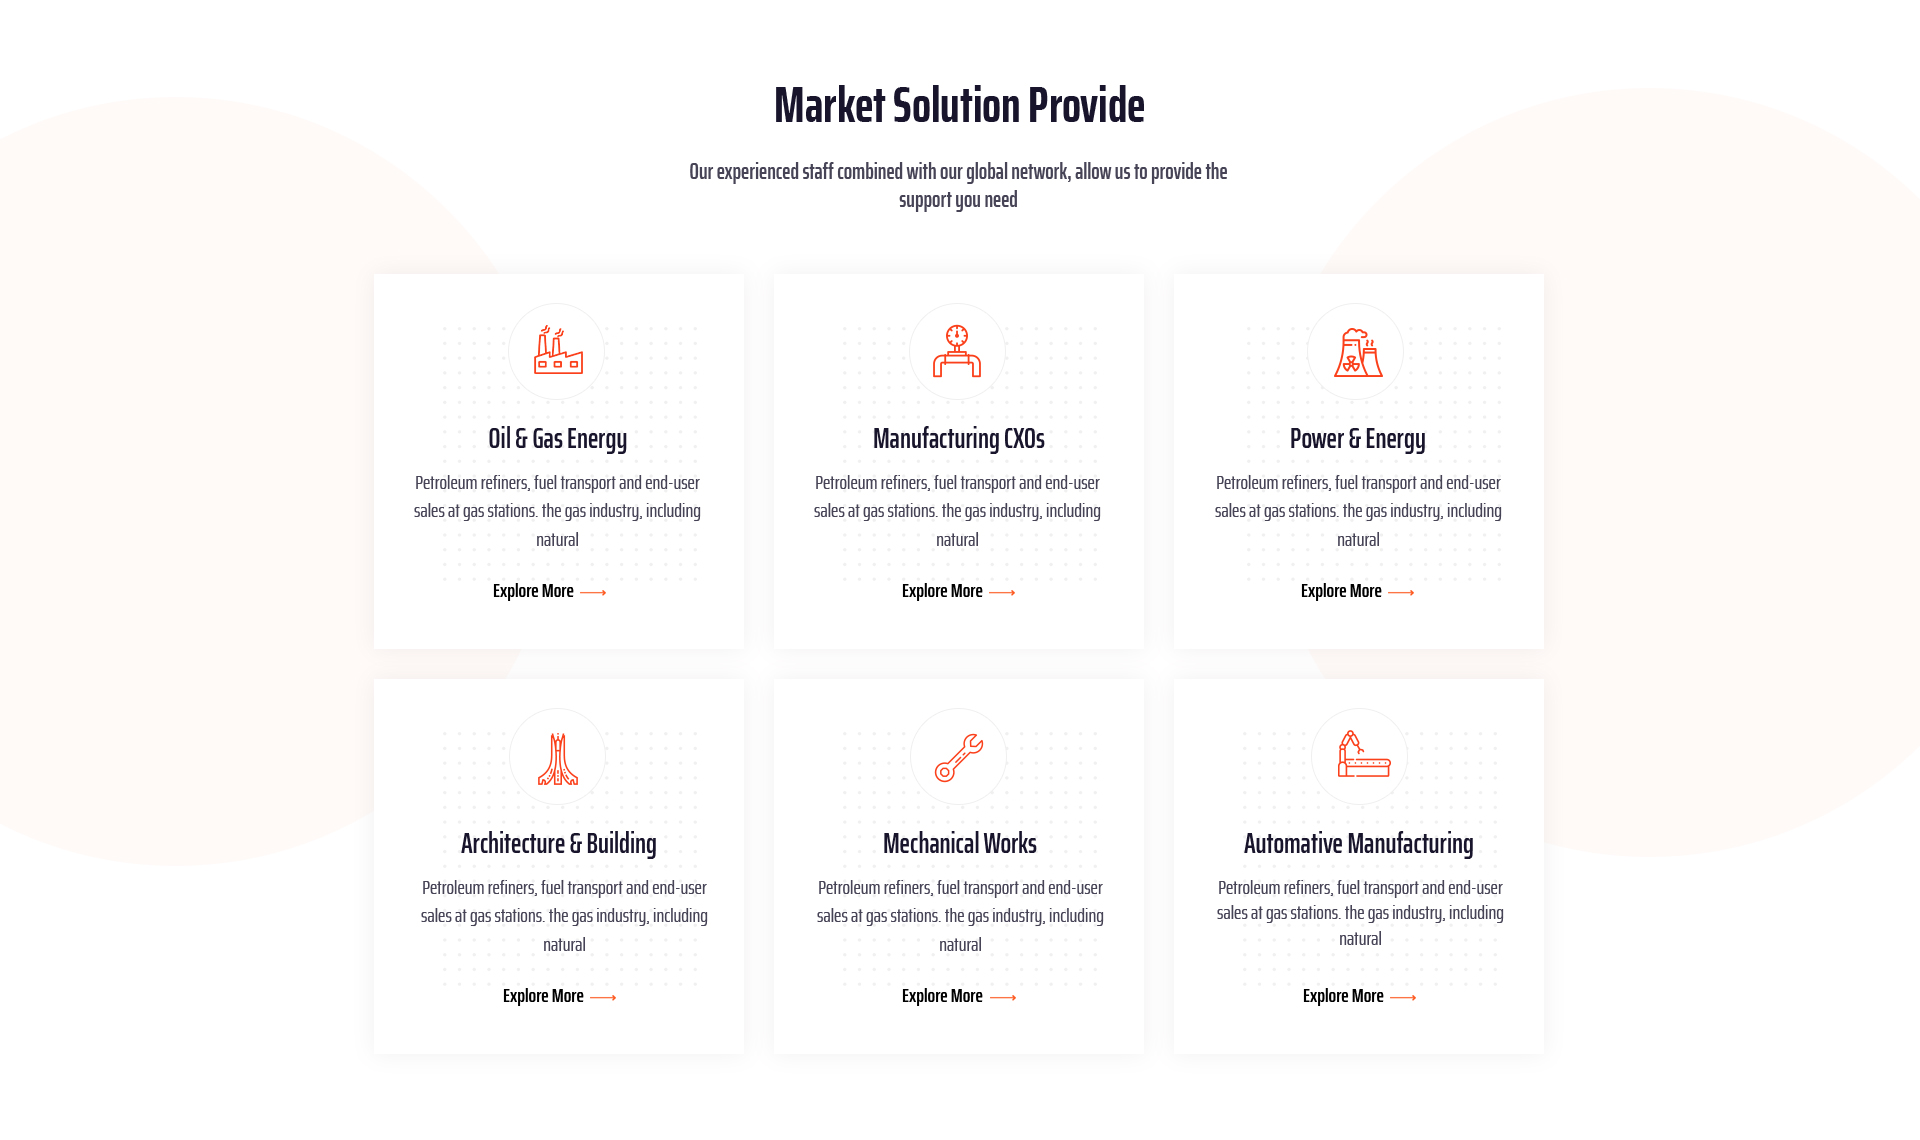 Market Solution Provide
Our experienced staff combined with our global network, allow us to provide the
support you need
Oil & Gas Energy
Petroleum refiners, fuel transport and end-user
sales at gas stations. the gas industry, including
natural
Explore More
Manufacturing CXOs
Petroleum refiners, fuel transport and end-user
sales at gas stations. the gas industry, including
natural
Explore More
Power & Energy
Petroleum refiners, fuel transport and end-user
sales at gas stations. the gas industry, including
natural
Explore More
Architecture & Building
Petroleum refiners, fuel transport and end-user
sales at gas stations. the gas industry, including
natural
Explore More
Mechanical Works
Petroleum refiners, fuel transport and end-user
sales at gas stations. the gas industry, including
natural
Explore More
Automative Manufacturing
Petroleum refiners, fuel transport and end-user
sales at gas stations. the gas industry, including
natural
Explore More